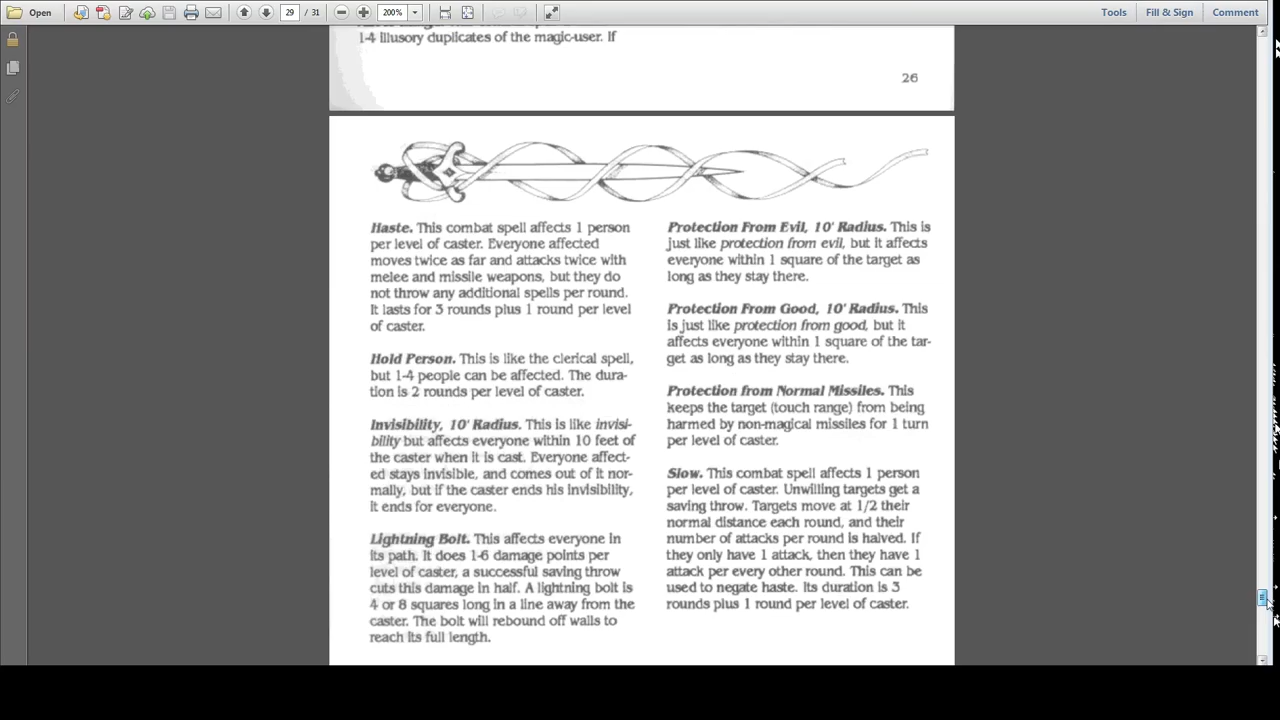 Open
29 / 31
200%
Tools
Fill & Sign
Comment
1-4 illusory duplicates of the magic-user. If
26
Haste. This combat spell affects 1 person
per level of caster. Everyone affected
moves twice as far and attacks twice with
melee and missile weapons, but they do
not throw any additional spells per round.
It lasts for 3 rounds plus 1 round per level
of caster.
Hold Person. This is like the clerical spell,
but 1-4 people can be affected. The dura-
tion is 2 rounds per level of caster.
Invisibility, 10' Radius. This is like invisi-
bility but affects everyone within 10 feet of
the caster when it is cast. Everyone affect-
ed stays invisible, and comes out of it nor-
mally, but if the caster ends his invisibility,
it ends for everyone.
Lightning Bolt. This affects everyone in
its path. It does 1-6 damage points per
level of caster, a successful saving throw
cuts this damage in half. A lightning bolt is
4 or 8 squares long in a line away from the
caster. The bolt will rebound off walls to
reach its full length.
Protection From Evil, 10' Radius. This is
just like protection from evil, but it affects
everyone within 1 square of the target as
long as they stay there.
Protection From Good, 10' Radius. This
is just like protection from good, but it
affects everyone within 1 square of the tar-
get as long as they stay there.
Protection from Normal Missiles. This
keeps the target (touch range) from being
harmed by non-magical missiles for 1 turn
per level of caster.
Slow. This combat spell affects 1 person
per level of caster. Unwilling targets get a
saving throw. Targets move at 1/2 their
normal distance each round, and their
number of attacks per round is halved. If
they only have 1 attack, then they have 1
attack per every other round. This can be
used to negate haste. Its duration is 3
rounds plus 1 round per level of caster.